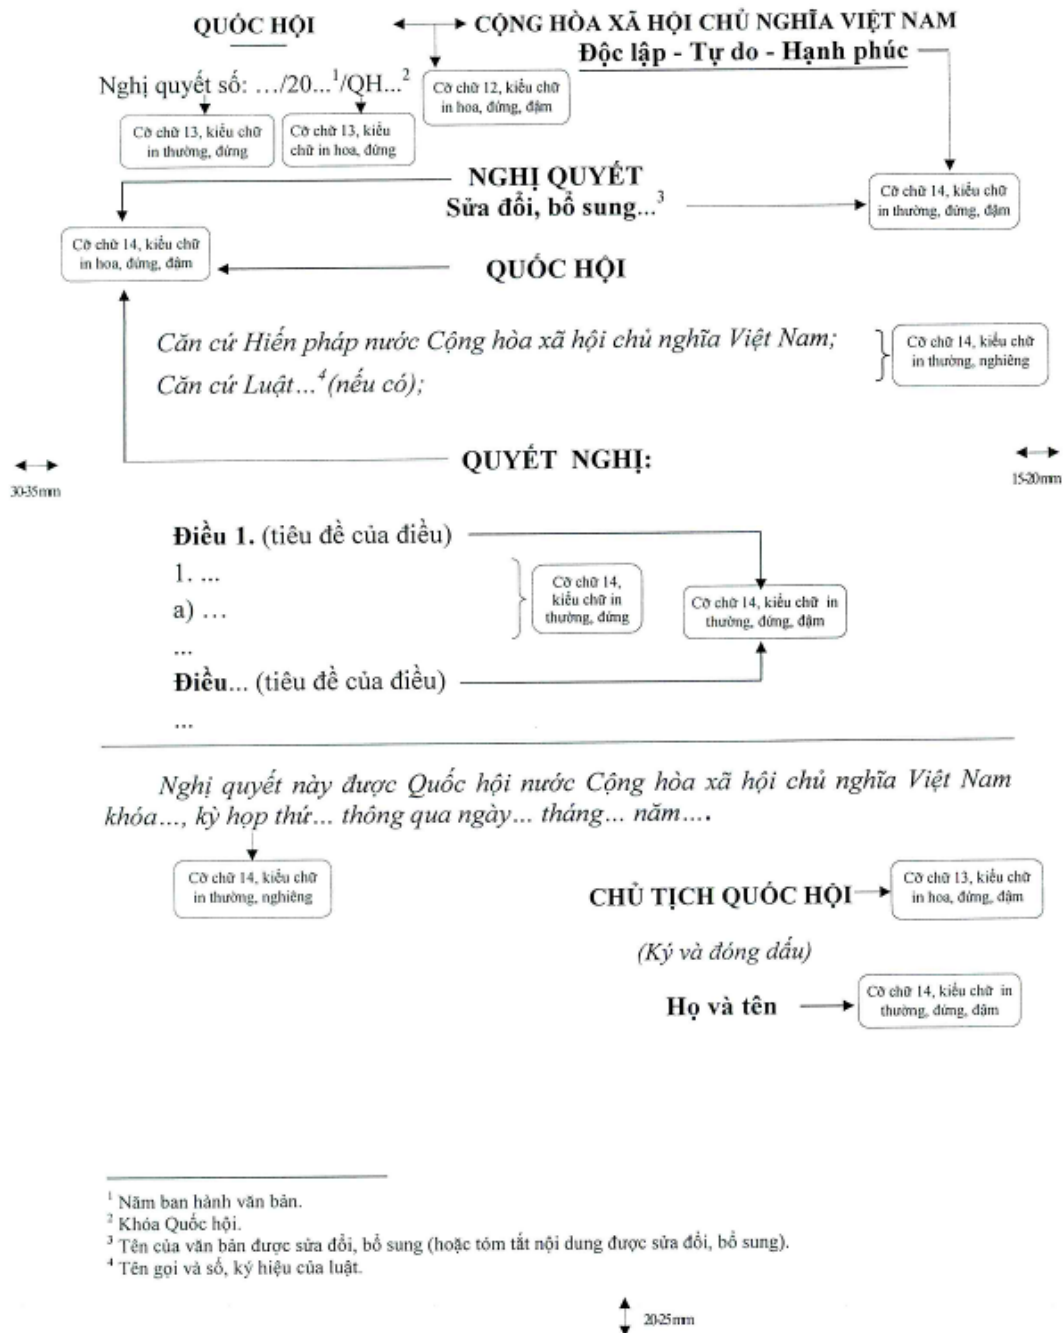 QUỐC HỘI
CỘNG HÒA XÃ HỘI CHỦ NGHĨA VIỆT NAM
Độc lập - Tự do - Hạnh phúc
Nghị quyết số: .../20...1/QH...2
Cỡ chữ 12, kiểu chữ
in hoa, đứng, đậm
Cỡ chữ 13, kiểu chữ
in thường, đứng
Cỡ chữ 13, kiểu
chữ in hoa, đứng
NGHỊ QUYẾT
Sửa đổi, bổ sung...3
Cỡ chữ 14, kiểu chữ
in thường, đứng, đậm
Cỡ chữ 14, kiểu chữ
in hoa, đứng, đậm
QUỐC HỘI
Căn cứ Hiến pháp nước Cộng hòa xã hội chủ nghĩa Việt Nam;
Căn cứ Luật...4 (nếu có);
Cỡ chữ 14, kiểu chữ
in thường, nghiêng
QUYẾT NGHỊ:
30-35mm
15-20mm
Điều 1. (tiêu đề của điều)
1. ...
a) ...
...
Cỡ chữ 14,
kiểu chữ in
thường, đứng
Cỡ chữ 14, kiểu chữ in
thường, đứng, đậm
Điều... (tiêu đề của điều)
...
Nghị quyết này được Quốc hội nước Cộng hòa xã hội chủ nghĩa Việt Nam
khóa..., kỳ họp thứ... thông qua ngày... tháng... năm....
Cỡ chữ 14, kiểu chữ
in thường, nghiêng
CHỦ TỊCH QUỐC HỘI
Cỡ chữ 13, kiểu chữ
in hoa, đứng, đậm
(Ký và đóng dấu)
Họ và tên
Cỡ chữ 14, kiểu chữ in
thường, đứng, đậm
1 Năm ban hành văn bản.
2 Khóa Quốc hội.
3 Tên của văn bản được sửa đổi, bổ sung (hoặc tóm tắt nội dung được sửa đổi, bổ sung).
4 Tên gọi và số, ký hiệu của luật.
20-25mm